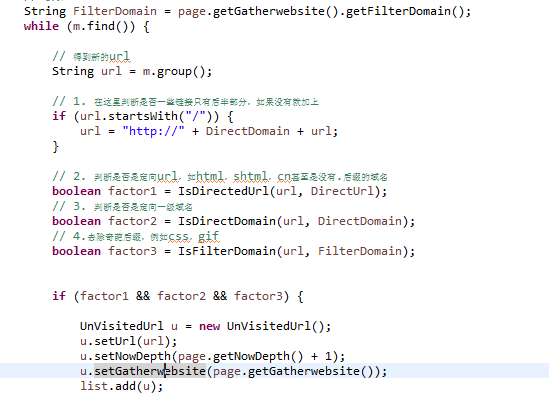 String FilterDomain = page.getGatherwebsite().getFilterDomain();
while (m.find()) {
// 得到新的url
String url = m.group();
// 1. 在这里判断是否一些链接只有后半部分，如果没有就加上
if (url.startsWith("/")) {
url = "http://" + DirectDomain + url;
}
// 2. 判断是否是定向url，如html，shtml，cn甚至是没有.后缀的域名
boolean factor1 = IsDirectedUrl(url, DirectUrl);
// 3. 判断是否是定向一级域名
boolean factor2 = IsDirectDomain(url, DirectDomain);
// 4.去除奇葩后缀，例如css，gif
boolean factor3 = IsFilterDomain(url, FilterDomain);
if (factor1 && factor2 && factor3) {
UnVisitedUrl u = new UnVisitedUrl();
u.setUrl(url);
u.setNowDepth(page.getNowDepth() + 1);
u.setGatherwebsite(page.getGatherwebsite());
list.add(u);